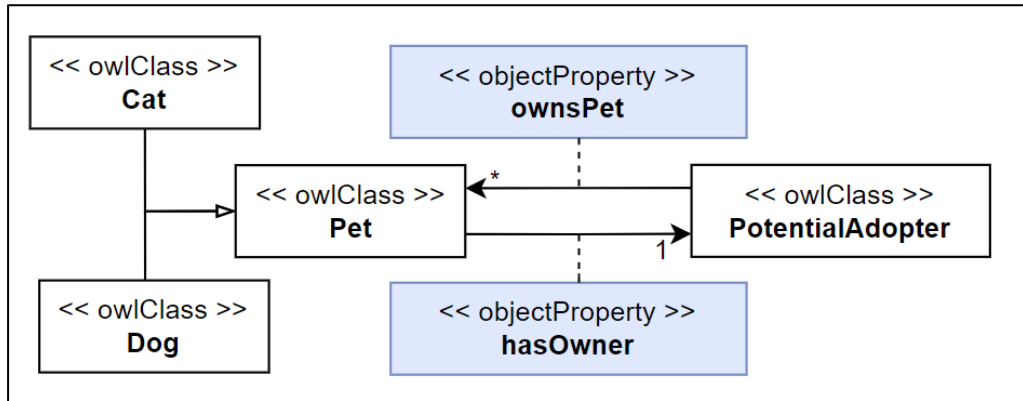 << owlClass >>
Cat
<< objectProperty >>
ownsPet
<< owlClass >>
Pet
*
<< owlClass >>
PotentialAdopter
1
<< owlClass >>
Dog
<< objectProperty >>
hasOwner